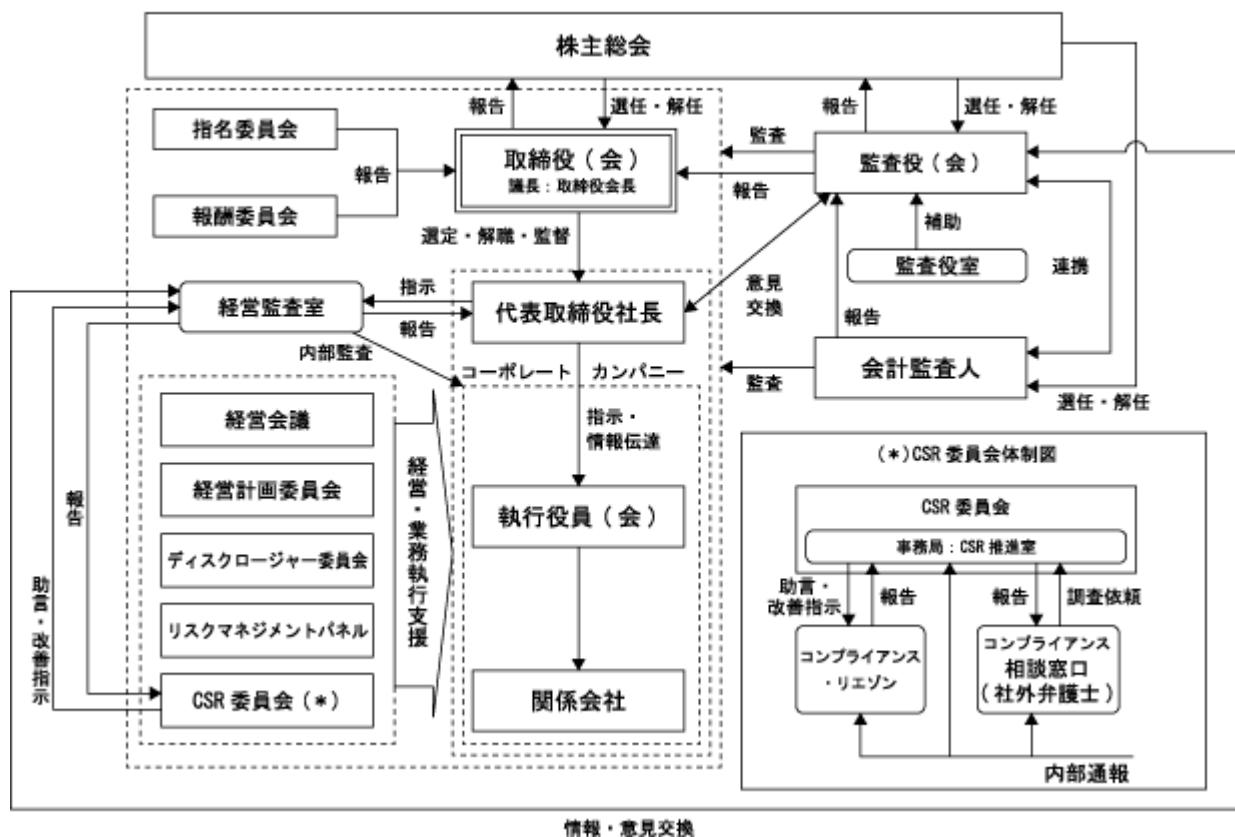 株主総会
報告
選任・解任
報告
選任・解任
指名委員会
報告
報酬委員会
取締役(会)
議長:取締役会長
監査
報告
監査役(会)
補助
監査役室
連携
選定・解職・監督
意見
交換
報告
経営監査室
指示
報告
代表取締役社長
内部監査
コーポレート カンパニー
監査
会計監査人
選任・解任
経営会議
経営計画委員会
ディスクロージャー委員会
リスクマネジメントパネル
CSR 委員会(*)
報告
助言・改善指示
経営・業務執行支援
指示・
情報伝達
執行役員(会)
関係会社
(*)CSR 委員会体制図
CSR 委員会
事務局:CSR 推進室
助言・
改善指示
報告
報告
調査依頼
コンプライアンス
・リエゾン
コンプライアンス
相談窓口
(社外弁護士)
内部通報
情報・意見交換